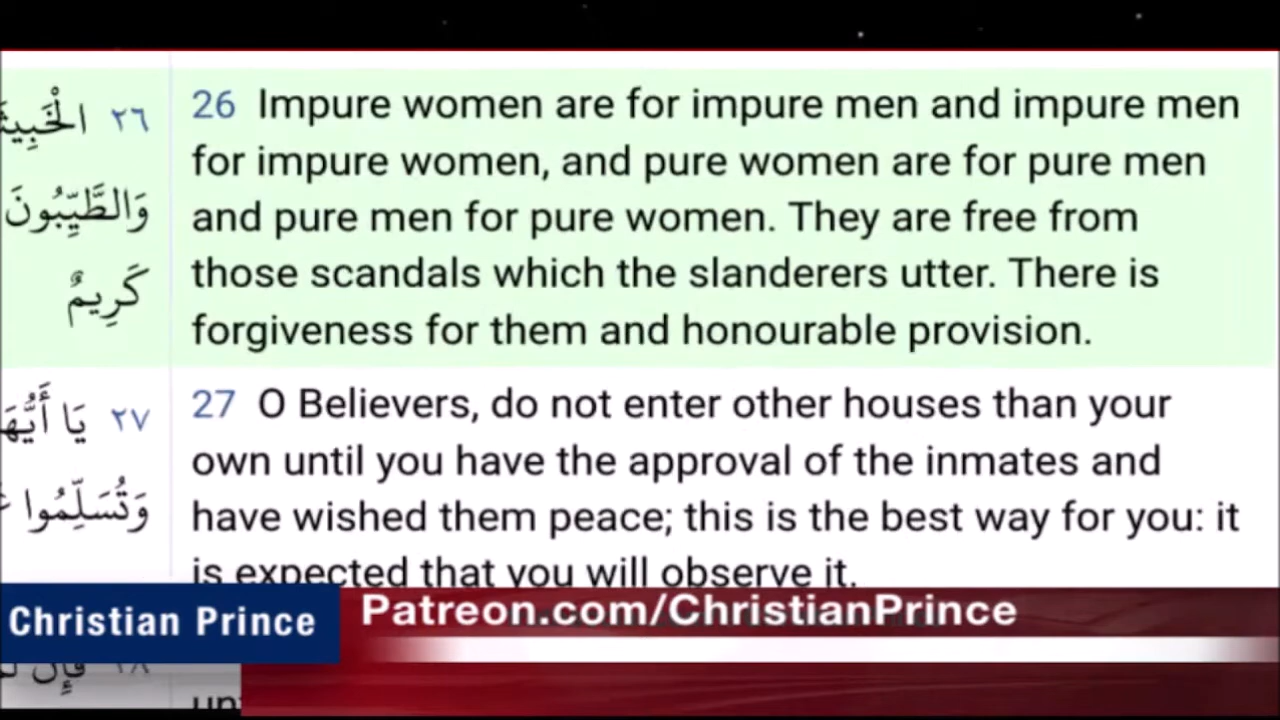 ٢٦ 
26 Impure women are for impure men and impure men
for impure women, and pure women are for pure men
وَالطَّيِّبُونَ
and pure men for pure women. They are free from
كَرِيمٌ
those scandals which the slanderers utter. There is
forgiveness for them and honourable provision.
٢٧ يَا
27 O Believers, do not enter other houses than your
own until you have the approval of the inmates and
وَتُسَلِّمُوا
have wished them peace; this is the best way for you: it
is expected that you will observe it.
Christian Prince
Patreon.com/ChristianPrince